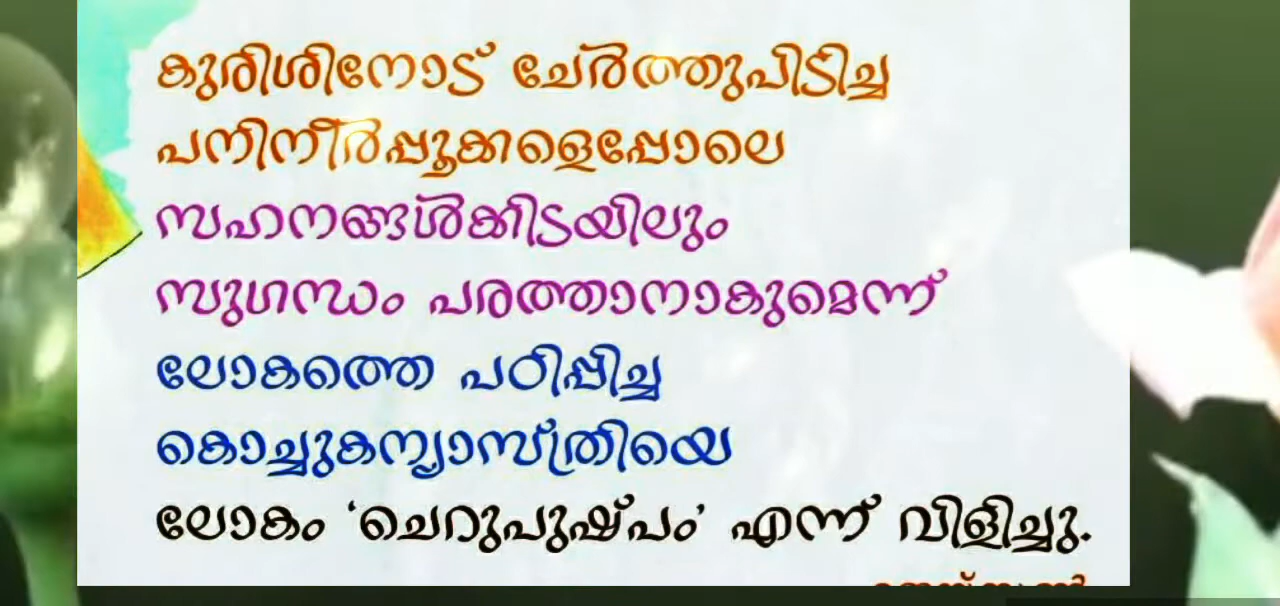 കുരിശിനോട് ചേർത്തുപിടിച്ച
പനിനീർപ്പൂക്കളെപ്പോലെ
സഹനങ്ങൾക്കിടയിലും
സുഗന്ധം പരത്താനാകുമെന്ന്
ലോകത്തെ പഠിപ്പിച്ച
കൊച്ചുകന്യാസ്ത്രിയെ
ലോകം ‘ചെറുപുഷ്പം’ എന്ന് വിളിച്ചു.